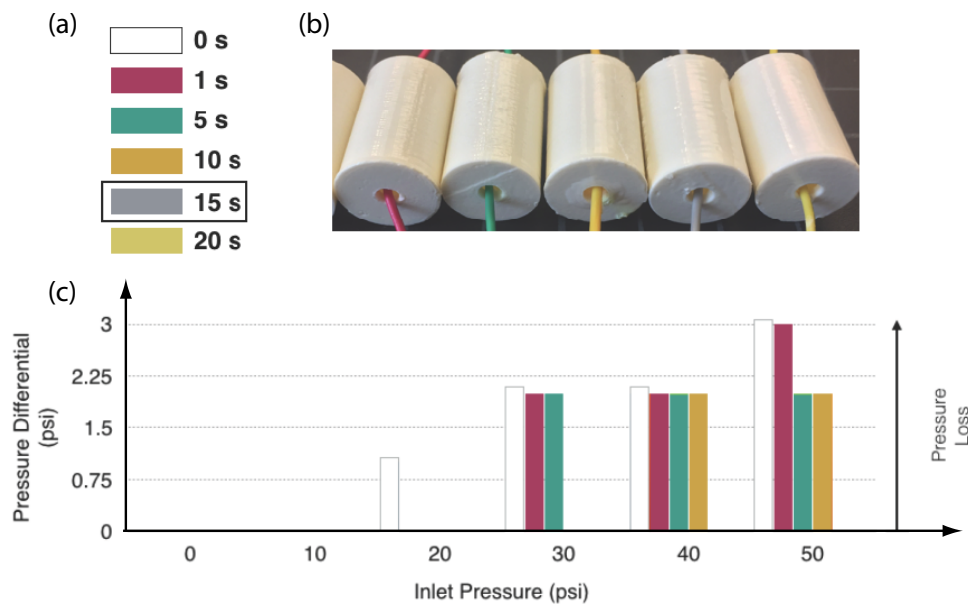 (a)
0 s
1 s
5 s
10 s
15 s
20 s
(b)
(c)
Pressure Differential
(psi)
3
2.25
1.5
0.75
0
0 10 20 30 40 50
Inlet Pressure (psi)
Pressure
Loss